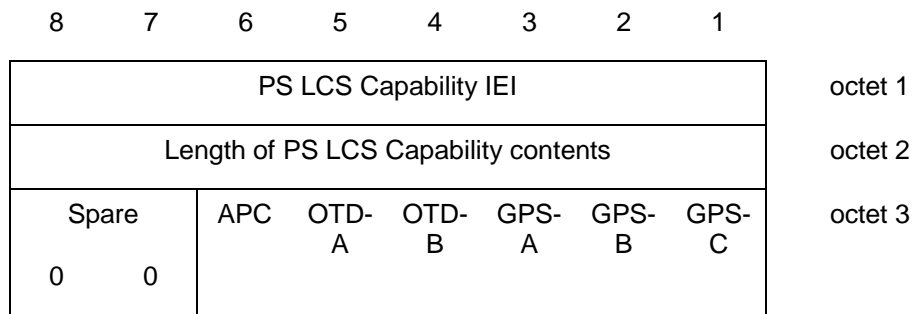 8 7 6 5 4 3 2 1
PS LCS Capability IEI octet 1
Length of PS LCS Capability contents octet 2
Spare APC OTD- OTD- GPS- GPS- GPS- octet 3
A B A B C
0 0